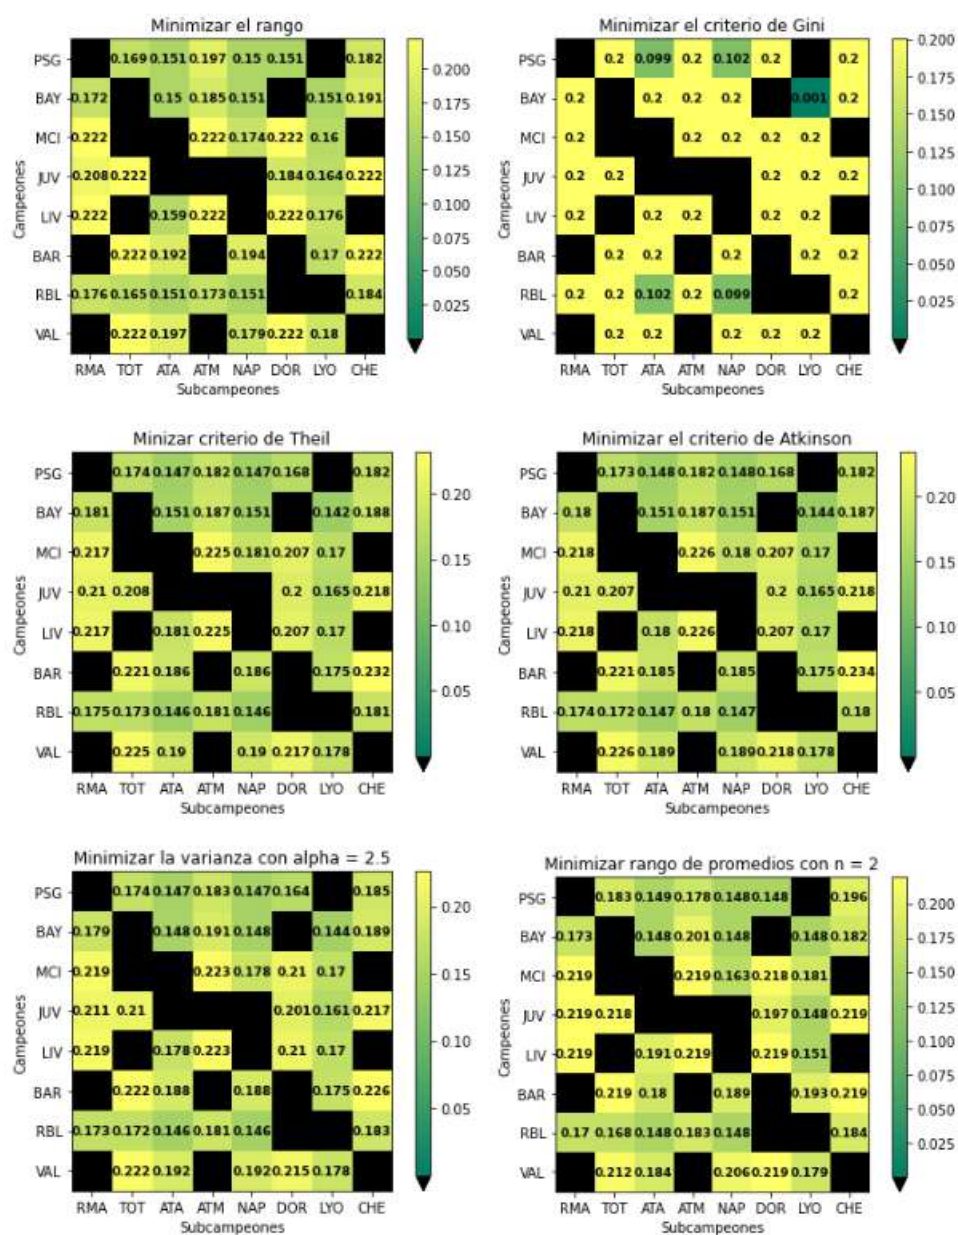 Minimizar el rango
PSG 0.169 0.151 0.197 0.15 0.151 0.182
BAY 0.172 0.15 0.185 0.151 0.151 0.191
MCI 0.222 0.222 0.174 0.222 0.16
JUV 0.208 0.222 0.184 0.164 0.222
LIV 0.222 0.159 0.222 0.222 0.176
BAR 0.222 0.192 0.194 0.17 0.222
RBL 0.176 0.165 0.151 0.173 0.151 0.184
VAL 0.222 0.197 0.179 0.222 0.18
RMA TOT ATA ATM NAP DOR LYO CHE
Subcampeones
Campeones
0.200
0.175
0.150
0.125
0.100
0.075
0.050
0.025
Minimizar el criterio de Gini
PSG 0.2 0.099 0.2 0.102 0.2 0.2
BAY 0.2 0.2 0.2 0.2 0.001 0.2
MCI 0.2 0.2 0.2 0.2 0.2
JUV 0.2 0.2 0.2 0.2 0.2
LIV 0.2 0.2 0.2 0.2 0.2
BAR 0.2 0.2 0.2 0.2 0.2
RBL 0.2 0.2 0.102 0.2 0.099 0.2
VAL 0.2 0.2 0.2 0.2 0.2
RMA TOT ATA ATM NAP DOR LYO CHE
Subcampeones
Campeones
0.200
0.175
0.150
0.125
0.100
0.075
0.050
0.025
Minizar criterio de Theil
PSG 0.174 0.147 0.182 0.147 0.168 0.182
BAY 0.181 0.151 0.187 0.151 0.142 0.188
MCI 0.217 0.225 0.181 0.207 0.17
JUV 0.21 0.208 0.2 0.165 0.218
LIV 0.217 0.181 0.225 0.207 0.17
BAR 0.221 0.186 0.186 0.175 0.232
RBL 0.175 0.173 0.146 0.181 0.146 0.181
VAL 0.225 0.19 0.19 0.217 0.178
RMA TOT ATA ATM NAP DOR LYO CHE
Subcampeones
Campeones
0.20
0.15
0.10
0.05
Minimizar el criterio de Atkinson
PSG 0.173 0.148 0.182 0.148 0.168 0.182
BAY 0.18 0.151 0.187 0.151 0.144 0.187
MCI 0.218 0.226 0.18 0.207 0.17
JUV 0.21 0.207 0.2 0.165 0.218
LIV 0.218 0.18 0.226 0.207 0.17
BAR 0.221 0.185 0.185 0.175 0.234
RBL 0.174 0.172 0.147 0.18 0.147 0.18
VAL 0.226 0.189 0.189 0.218 0.178
RMA TOT ATA ATM NAP DOR LYO CHE
Subcampeones
Campeones
0.20
0.15
0.10
0.05
Minimizar la varianza con alpha = 2.5
PSG 0.174 0.147 0.183 0.147 0.164 0.185
BAY 0.179 0.148 0.191 0.148 0.144 0.189
MCI 0.219 0.223 0.178 0.21 0.17
JUV 0.211 0.21 0.201 0.161 0.217
LIV 0.219 0.178 0.223 0.21 0.17
BAR 0.222 0.188 0.188 0.175 0.226
RBL 0.173 0.172 0.146 0.181 0.146 0.183
VAL 0.222 0.192 0.192 0.215 0.178
RMA TOT ATA ATM NAP DOR LYO CHE
Subcampeones
Campeones
0.20
0.15
0.10
0.05
Minimizar rango de promedios con n = 2
PSG 0.183 0.149 0.178 0.148 0.148 0.196
BAY 0.173 0.148 0.201 0.148 0.148 0.182
MCI 0.219 0.219 0.163 0.218 0.181
JUV 0.219 0.218 0.197 0.148 0.219
LIV 0.219 0.191 0.219 0.219 0.151
BAR 0.219 0.18 0.189 0.193 0.219
RBL 0.17 0.168 0.148 0.183 0.148 0.184
VAL 0.212 0.184 0.206 0.219 0.179
RMA TOT ATA ATM NAP DOR LYO CHE
Subcampeones
Campeones
0.200
0.175
0.150
0.125
0.100
0.075
0.050
0.025